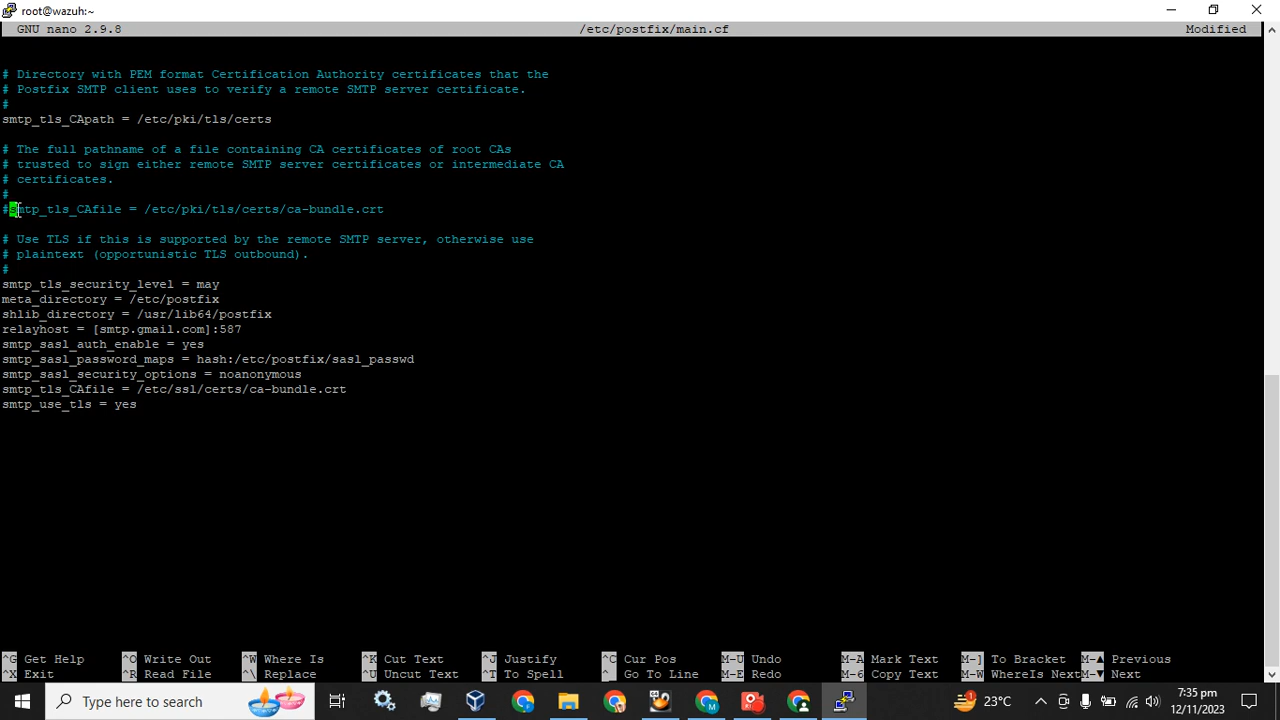 root@wazuh:~
GNU nano 2.9.8 /etc/postfix/main.cf Modified
# Directory with PEM format Certification Authority certificates that the
# Postfix SMTP client uses to verify a remote SMTP server certificate.
#
smtp_tls_CApath = /etc/pki/tls/certs
# The full pathname of a file containing CA certificates of root CAs
# trusted to sign either remote SMTP server certificates or intermediate CA
# certificates.
#
#smtp_tls_CAfile = /etc/pki/tls/certs/ca-bundle.crt
# Use TLS if this is supported by the remote SMTP server, otherwise use
# plaintext (opportunistic TLS outbound).
#
smtp_tls_security_level = may
meta_directory = /etc/postfix
shlib_directory = /usr/lib64/postfix
relayhost = [smtp.gmail.com]:587
smtp_sasl_auth_enable = yes
smtp_sasl_password_maps = hash:/etc/postfix/sasl_passwd
smtp_sasl_security_options = noanonymous
smtp_tls_CAfile = /etc/ssl/certs/ca-bundle.crt
smtp_use_tls = yes
^G Get Help ^O Write Out ^W Where Is ^K Cut Text ^J Justify ^C Cur Pos M-U Undo M-A Mark Text M-] To Bracket M-▲ Previous
^X Exit ^R Read File ^\ Replace ^U Uncut Text ^T To Spell ^_ Go To Line M-E Redo M-6 Copy Text M-W WhereIs Next M-▼ Next
Type here to search
23°C
7:35 pm
12/11/2023